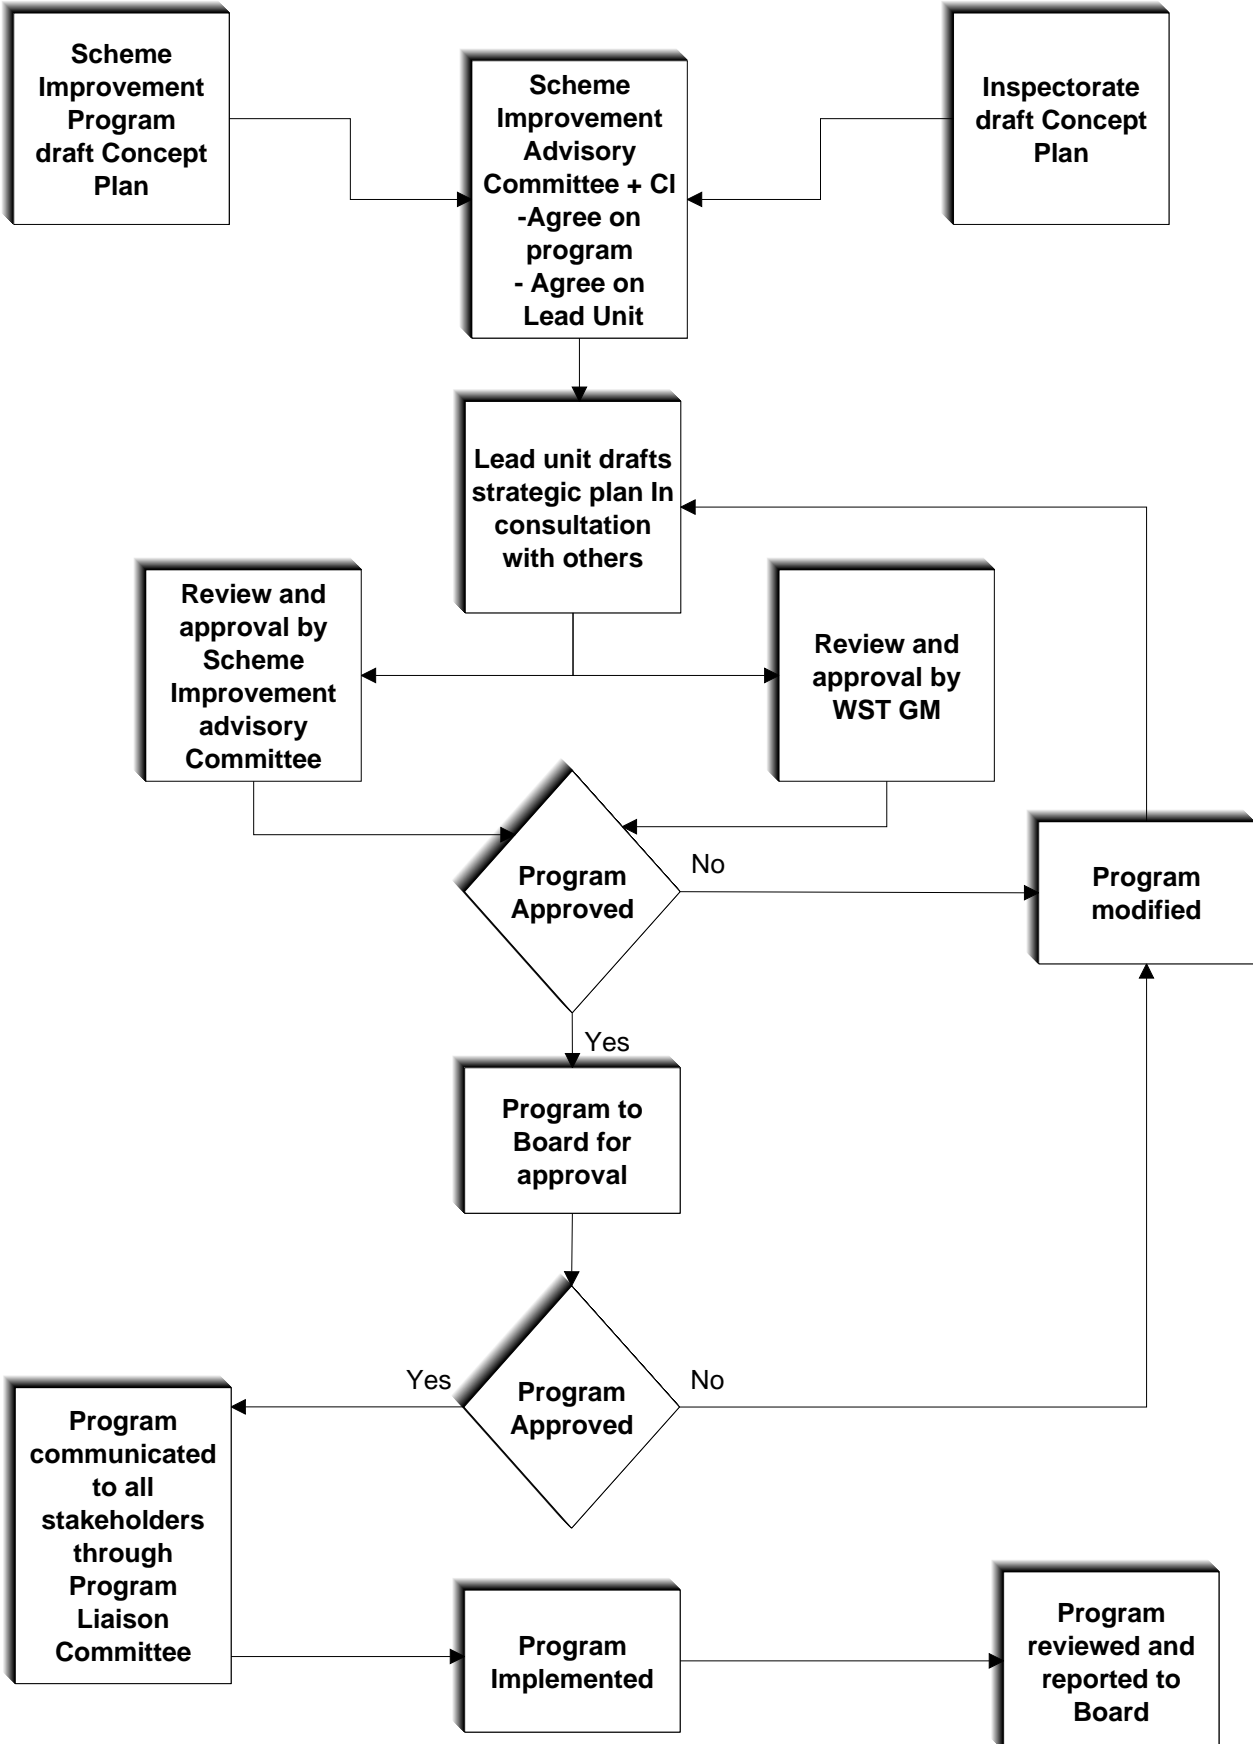 Scheme
Improvement
Program
draft Concept
Plan
Scheme
Improvement
Advisory
Committee + CI
-Agree on
program
- Agree on
Lead Unit
Inspectorate
draft Concept
Plan
Lead unit drafts
strategic plan In
consultation
with others
Review and
approval by
Scheme
Improvement
advisory
Committee
Review and
approval by
WST GM
Program
Approved
No
Program
modified
Yes
Program to
Board for
approval
Yes
Program
Approved
No
Program
communicated
to all
stakeholders
through
Program
Liaison
Committee
Program
Implemented
Program
reviewed and
reported to
Board